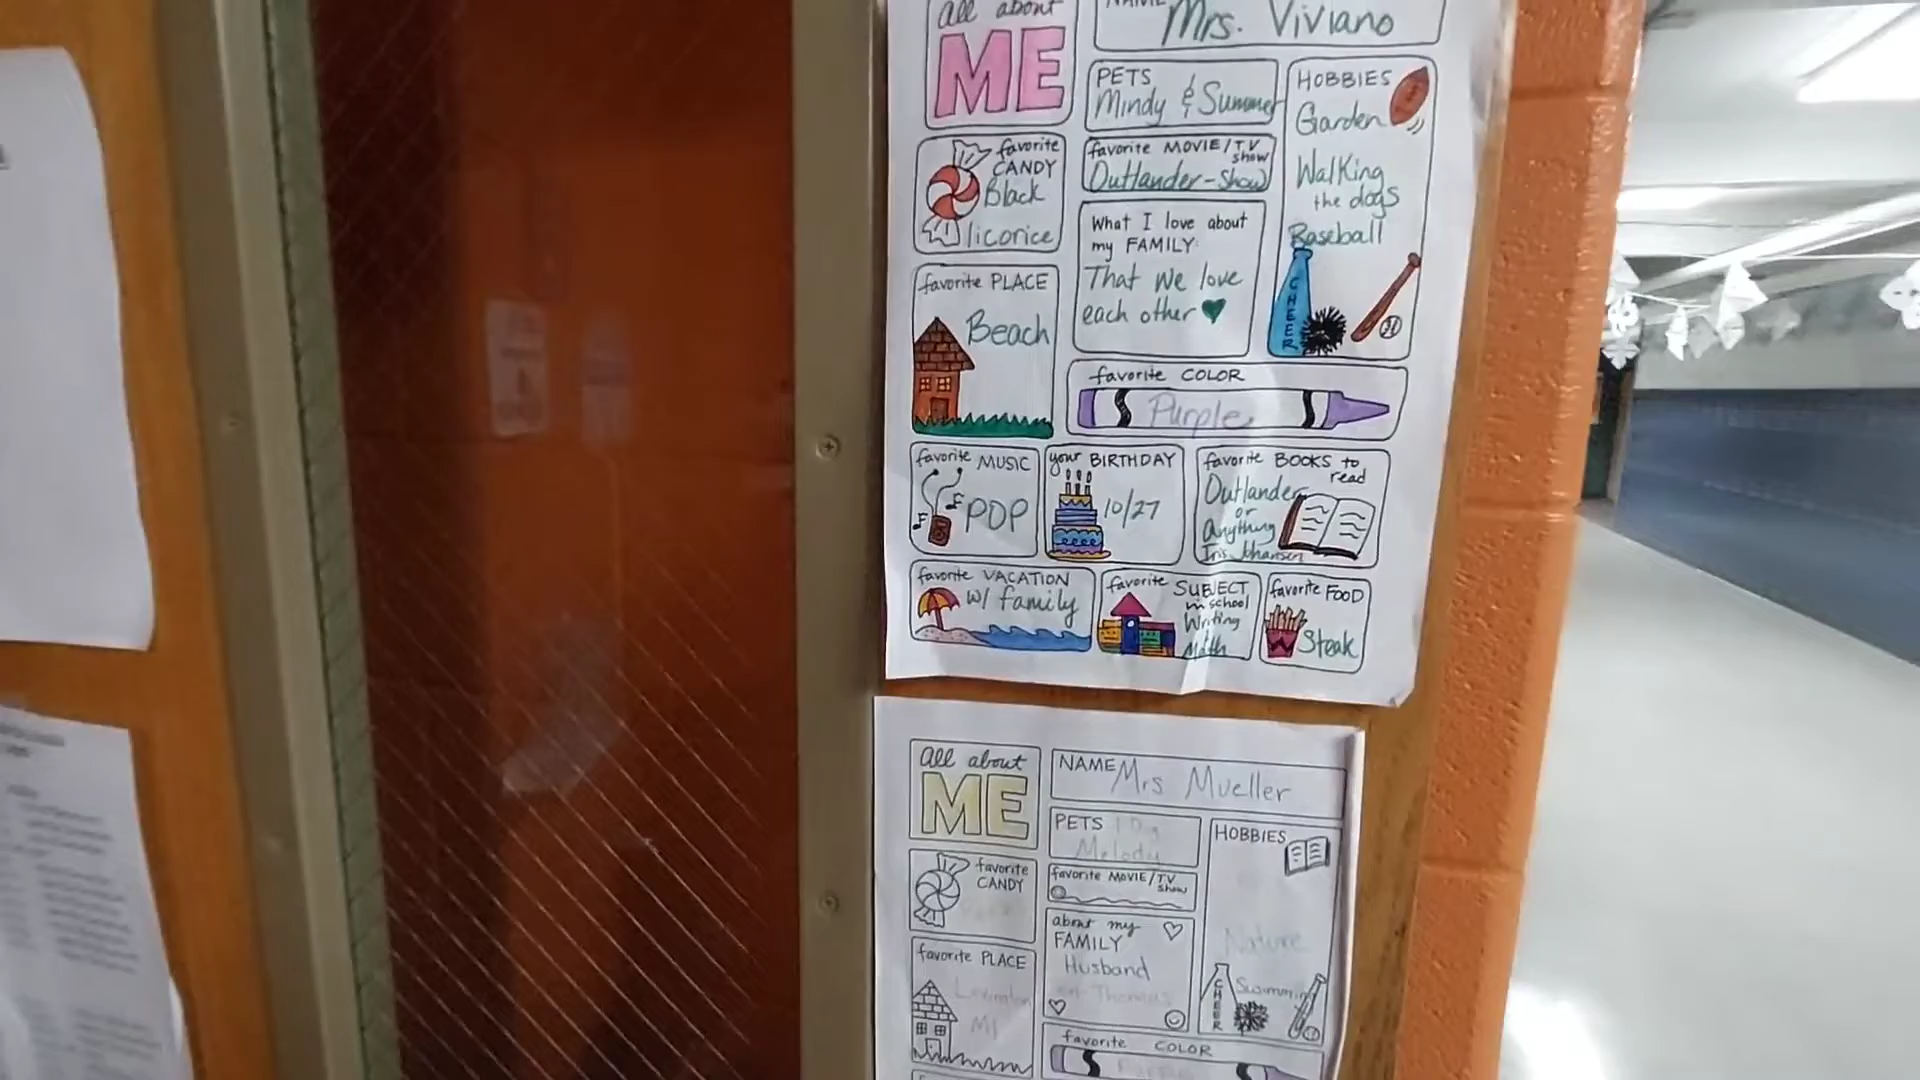 All about
ME
NAME
Mrs. Viviano
PETS
Mindy & Summer
HOBBIES
Garden
Walking
the dogs
Baseball
CHEER
favorite
CANDY
Black
licorice
favorite MOVIE/TV
show
Outlander-Show
What I love about
my FAMILY:
That we love
each other
favorite PLACE
Beach
favorite COLOR
Purple
favorite MUSIC
POP
your BIRTHDAY
10/27
favorite BOOKS to
read
Outlander
or
Anything
Iris Johansen
favorite VACATION
w/ family
favorite SUBJECT
in school
Writing
Math
favorite FOOD
Steak
All about
ME
NAME Mrs Mueller
PETS
Melody
HOBBIES
Nature
Swimming
CHEER
favorite
CANDY
favorite MOVIE/TV
show
about my
FAMILY
Husband
Thomas
favorite PLACE
Lexington
MI
favorite COLOR
Purple